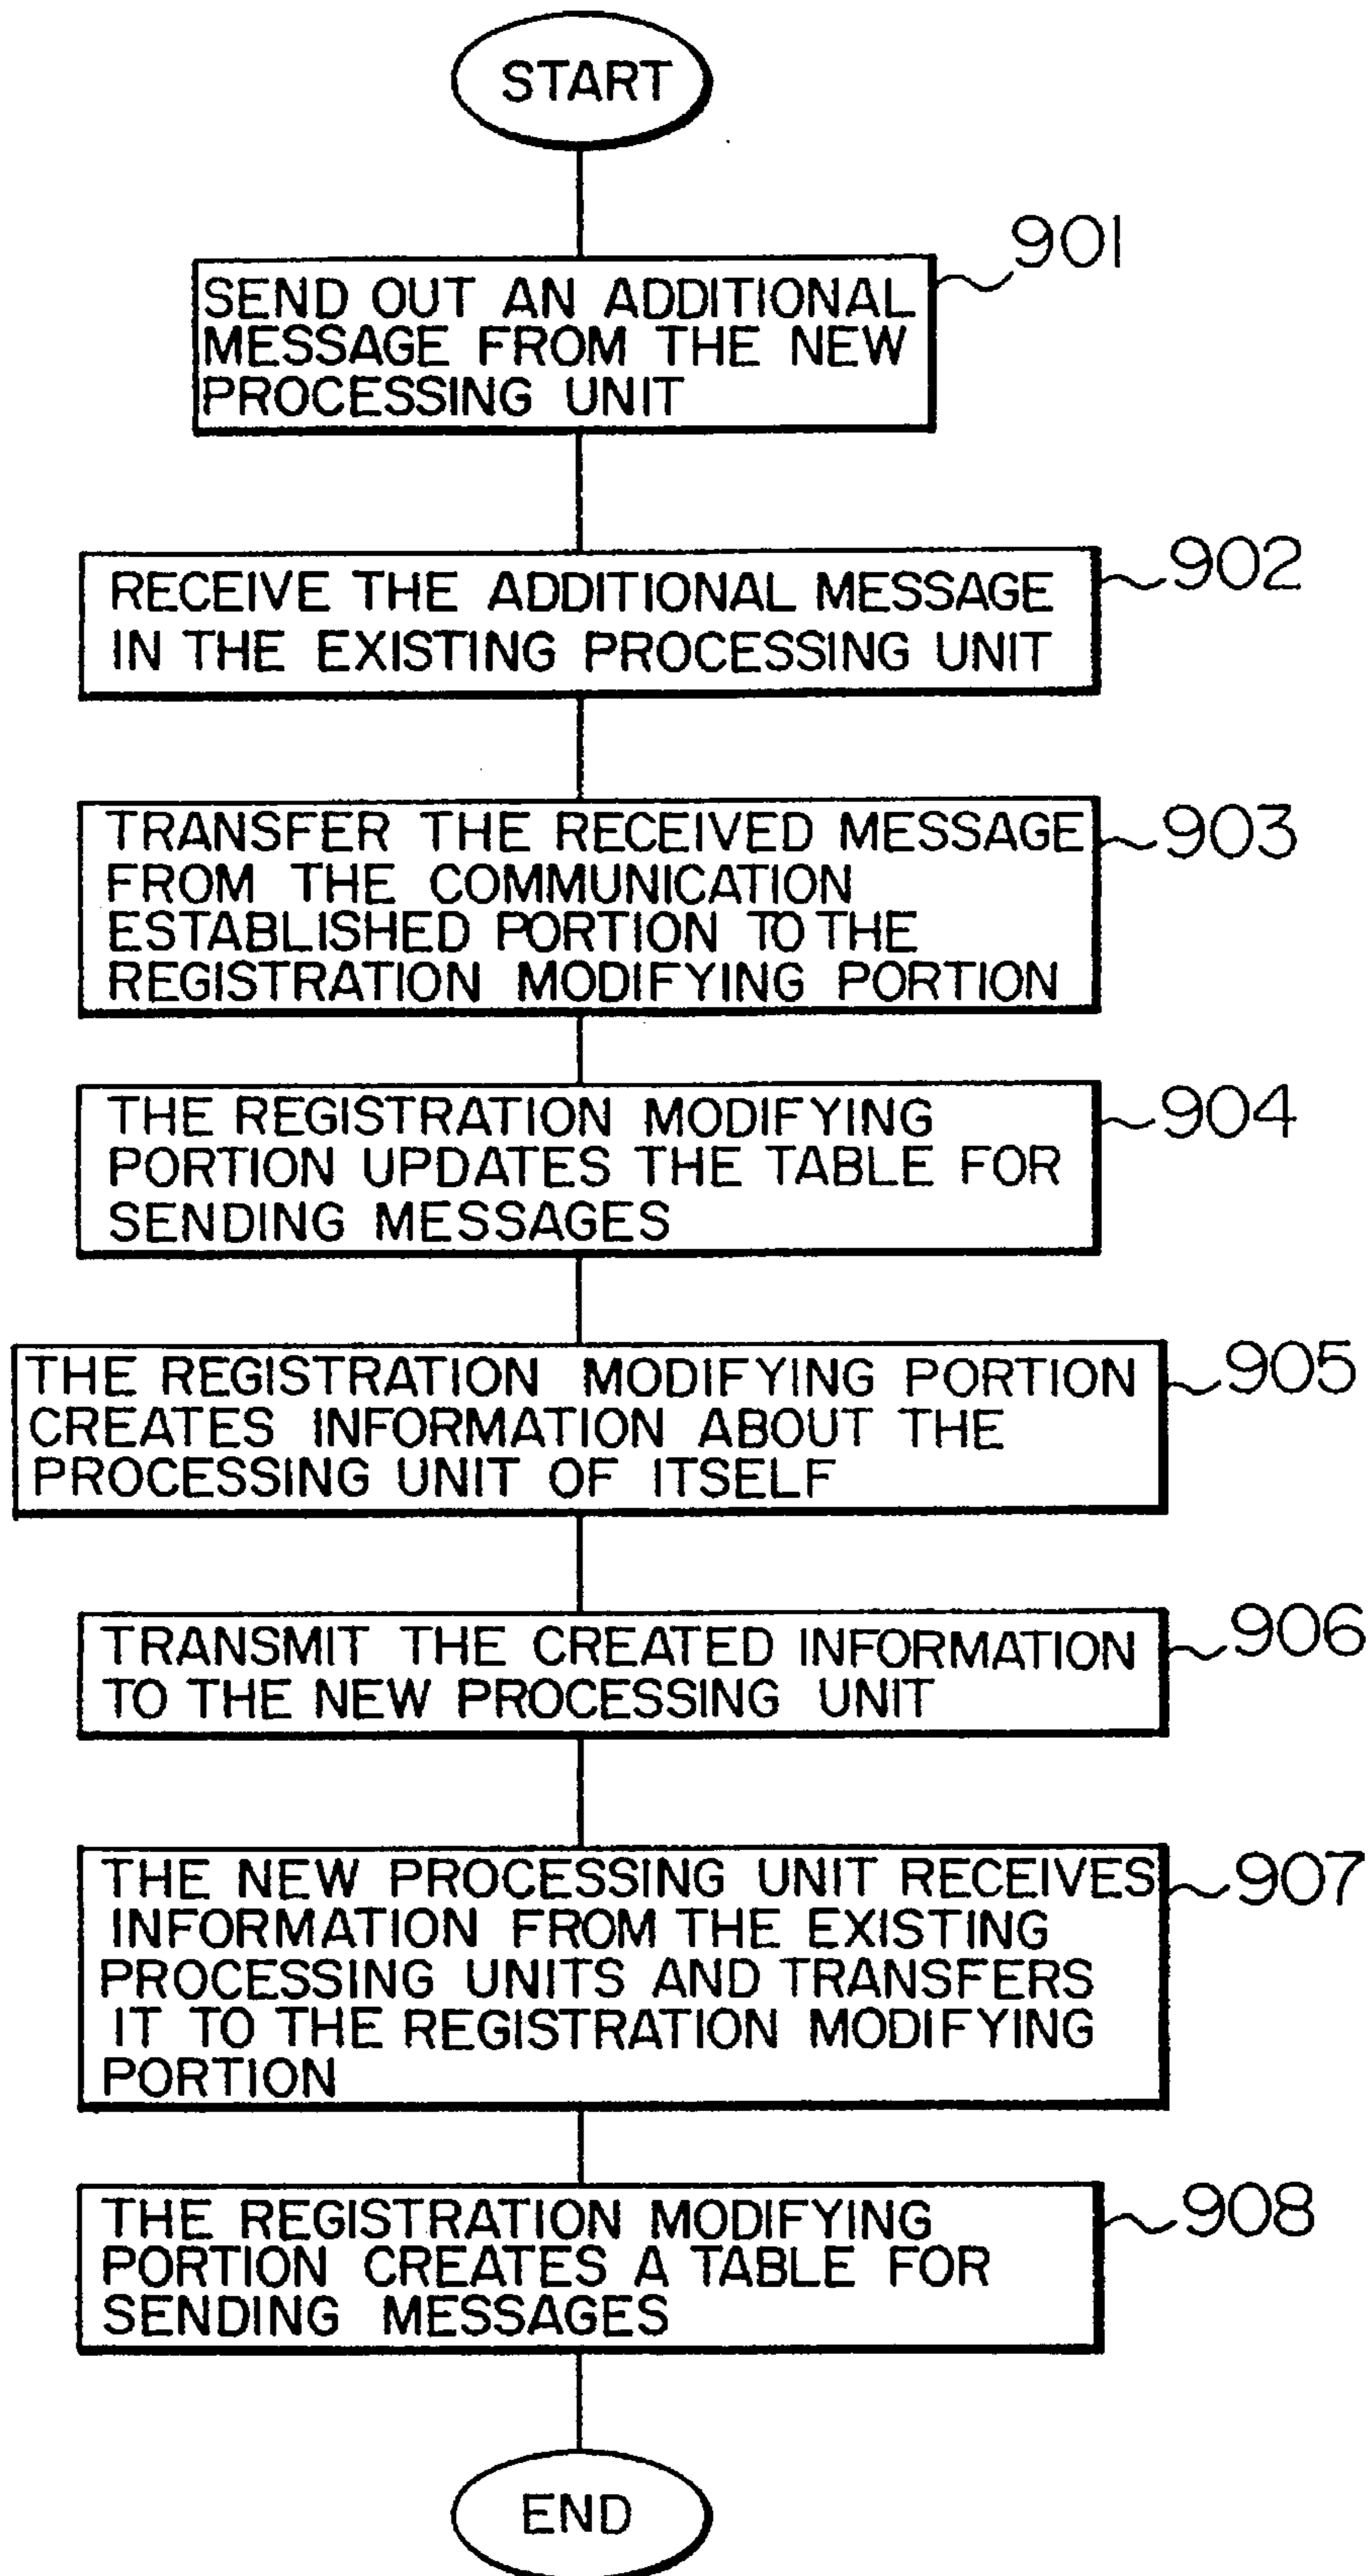 START
901
SEND OUT AN ADDITIONAL
MESSAGE FROM THE NEW
PROCESSING UNIT
902
RECEIVE THE ADDITIONAL MESSAGE
IN THE EXISTING PROCESSING UNIT
903
TRANSFER THE RECEIVED MESSAGE
FROM THE COMMUNICATION
ESTABLISHED PORTION TO THE
REGISTRATION MODIFYING PORTION
904
THE REGISTRATION MODIFYING
PORTION UPDATES THE TABLE FOR
SENDING MESSAGES
905
THE REGISTRATION MODIFYING PORTION
CREATES INFORMATION ABOUT THE
PROCESSING UNIT OF ITSELF
906
TRANSMIT THE CREATED INFORMATION
TO THE NEW PROCESSING UNIT
907
THE NEW PROCESSING UNIT RECEIVES
INFORMATION FROM THE EXISTING
PROCESSING UNITS AND TRANSFERS
IT TO THE REGISTRATION MODIFYING
PORTION
908
THE REGISTRATION MODIFYING
PORTION CREATES A TABLE FOR
SENDING MESSAGES
END